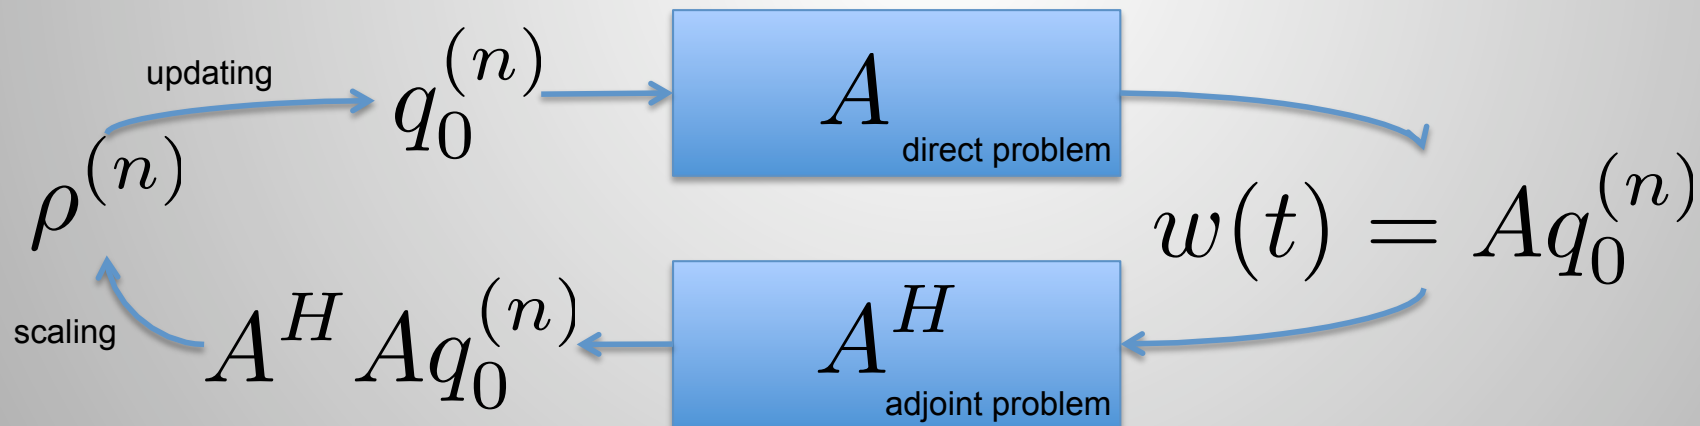 updating
q_0^{(n)}
A
direct problem
ρ^{(n)}
w(t) = Aq_0^{(n)}
scaling
A^H Aq_0^{(n)}
A^H
adjoint problem